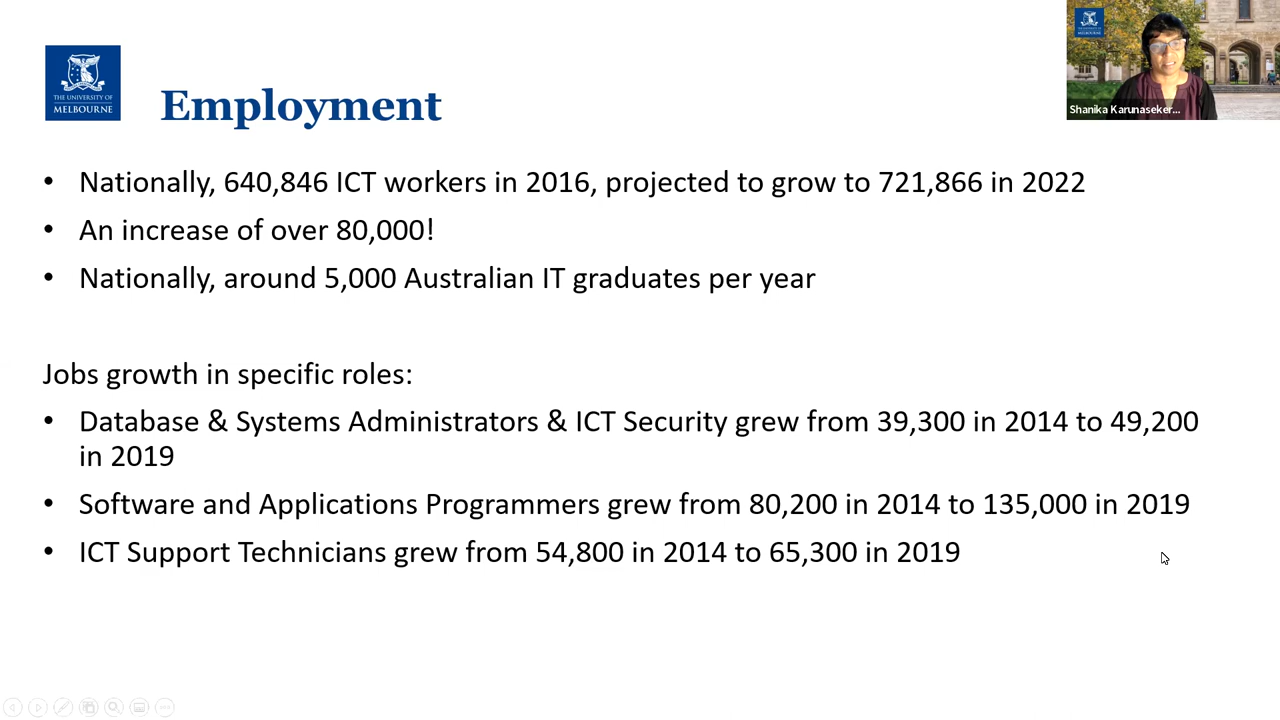 THE UNIVERSITY OF
MELBOURNE
Employment
Shanika Karunaseker...
• Nationally, 640,846 ICT workers in 2016, projected to grow to 721,866 in 2022
• An increase of over 80,000!
• Nationally, around 5,000 Australian IT graduates per year
Jobs growth in specific roles:
• Database & Systems Administrators & ICT Security grew from 39,300 in 2014 to 49,200
in 2019
• Software and Applications Programmers grew from 80,200 in 2014 to 135,000 in 2019
• ICT Support Technicians grew from 54,800 in 2014 to 65,300 in 2019